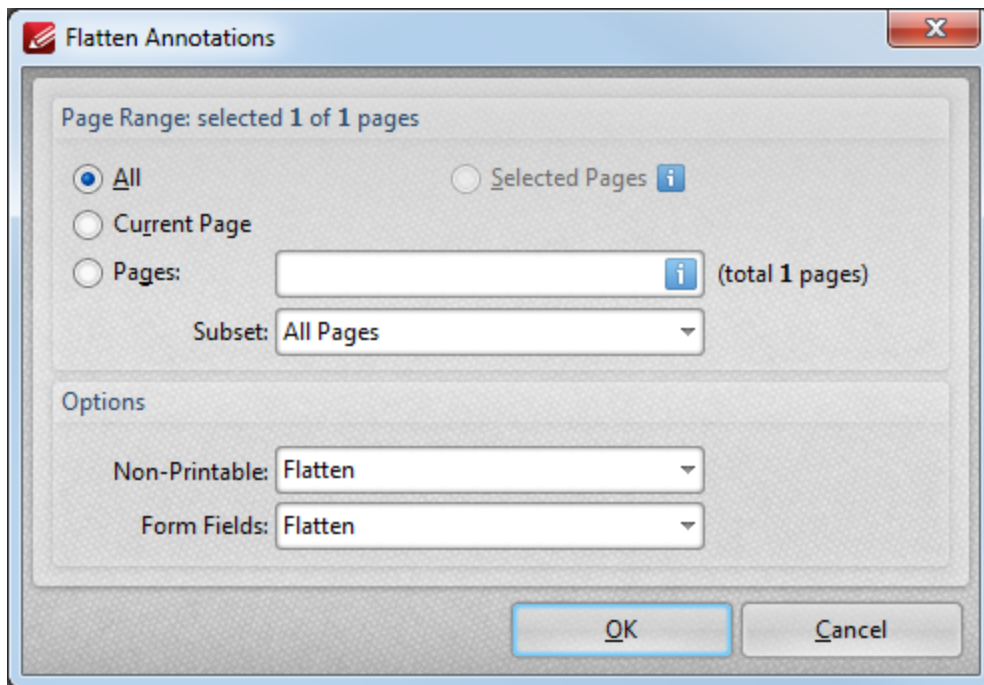 Flatten Annotations
Page Range: selected 1 of 1 pages
All
Selected Pages
Current Page
Pages:
(total 1 pages)
Subset: All Pages
Options
Non-Printable: Flatten
Form Fields: Flatten
OK
Cancel